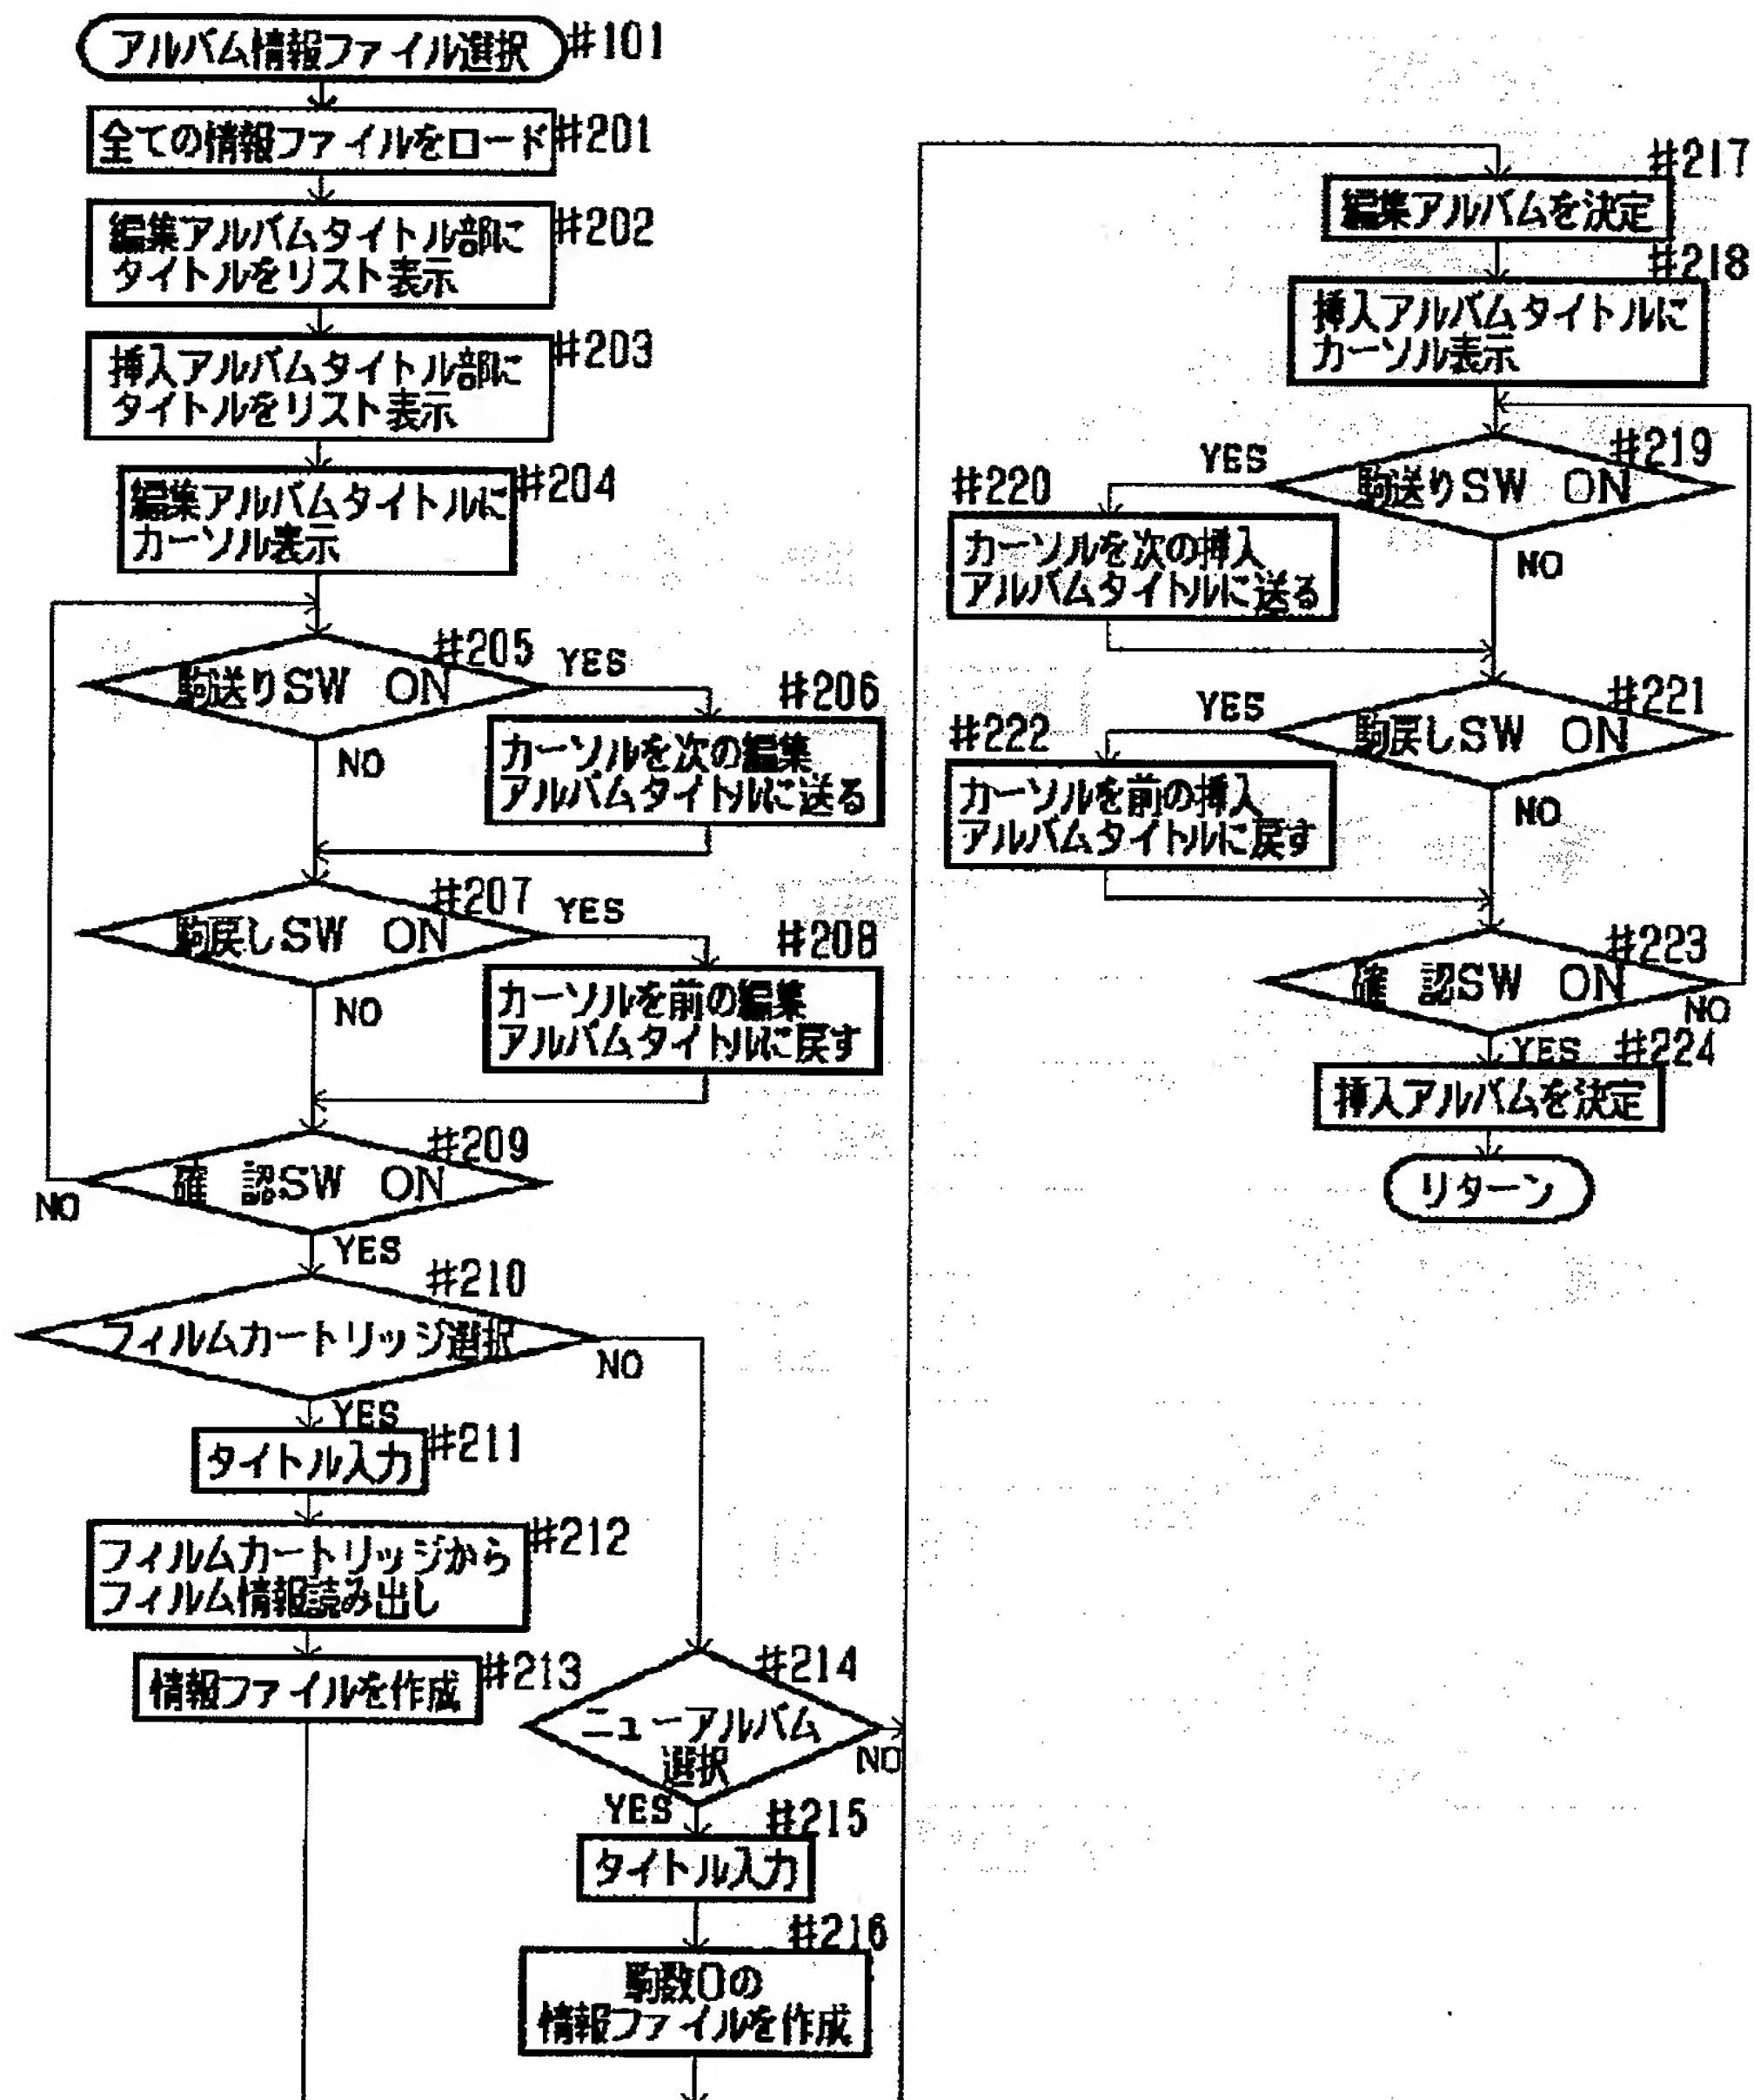 アルバム情報ファイル選択 #101
全ての情報ファイルをロード #201
編集アルバムタイトル部に #202
タイトルをリスト表示
挿入アルバムタイトル部に #203
タイトルをリスト表示
編集アルバムタイトルに #204
カーソル表示
#205
駒送りSW ON
YES
NO
#206
カーソルを次の編集
アルバムタイトルに送る
#207
駒戻しSW ON
YES
NO
#208
カーソルを前の編集
アルバムタイトルに戻す
#209
確 認SW ON
NO
YES
#210
フィルムカートリッジ選択
NO
YES
タイトル入力 #211
フィルムカートリッジから #212
フィルム情報読み出し
情報ファイルを作成 #213
#214
ニューアルバム
選択
NO
YES
#215
タイトル入力
#216
駒数0の
情報ファイルを作成
#217
編集アルバムを決定
#218
挿入アルバムタイトルに
カーソル表示
#219
駒送りSW ON
YES
NO
#220
カーソルを次の挿入
アルバムタイトルに送る
#221
駒戻しSW ON
YES
NO
#222
カーソルを前の挿入
アルバムタイトルに戻す
#223
確 認SW ON
NO
YES #224
挿入アルバムを決定
リターン